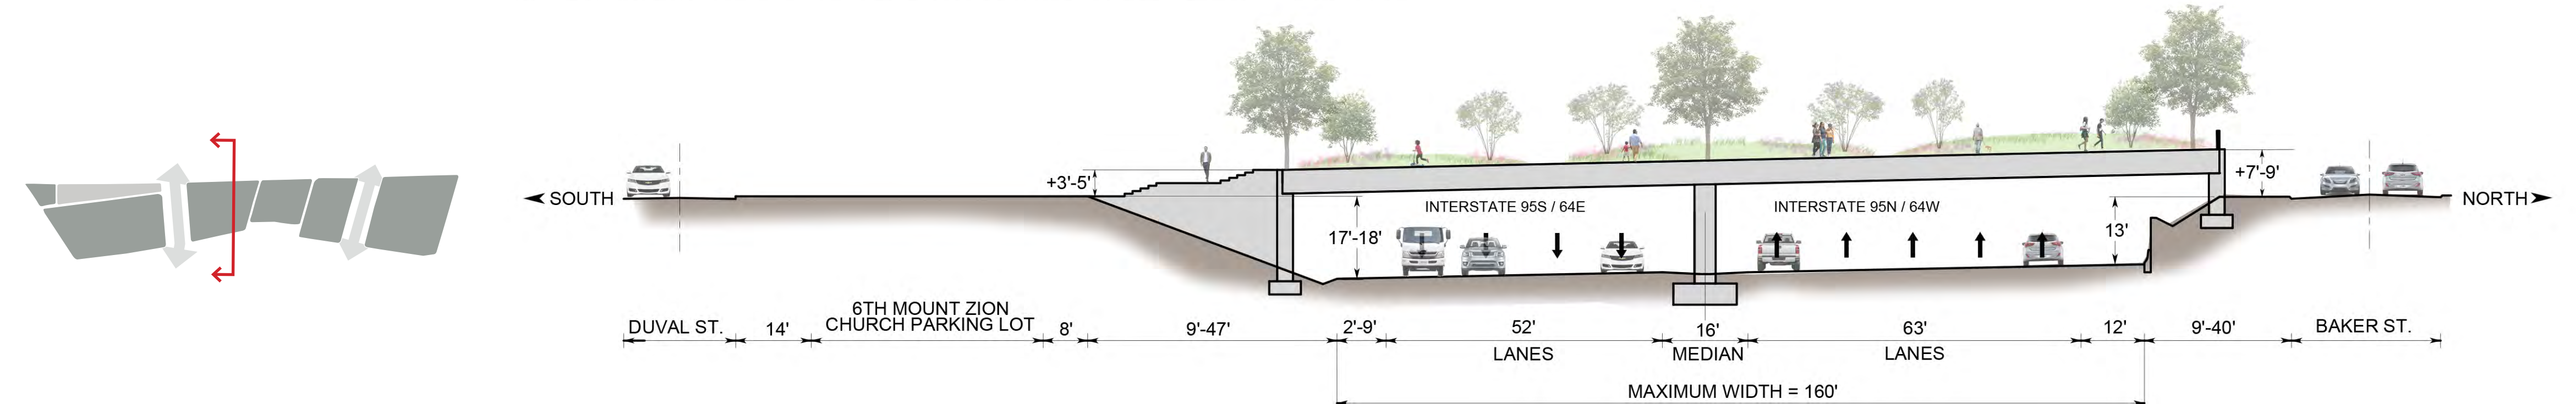 SOUTH
+3'-5'
17'-18'
INTERSTATE 95S / 64E
INTERSTATE 95N / 64W
13'
+7'-9'
NORTH
DUVAL ST.
14'
6TH MOUNT ZION
CHURCH PARKING LOT
8'
9'-47'
2'-9'
52'
LANES
16'
MEDIAN
63'
LANES
12'
9'-40'
BAKER ST.
MAXIMUM WIDTH = 160'